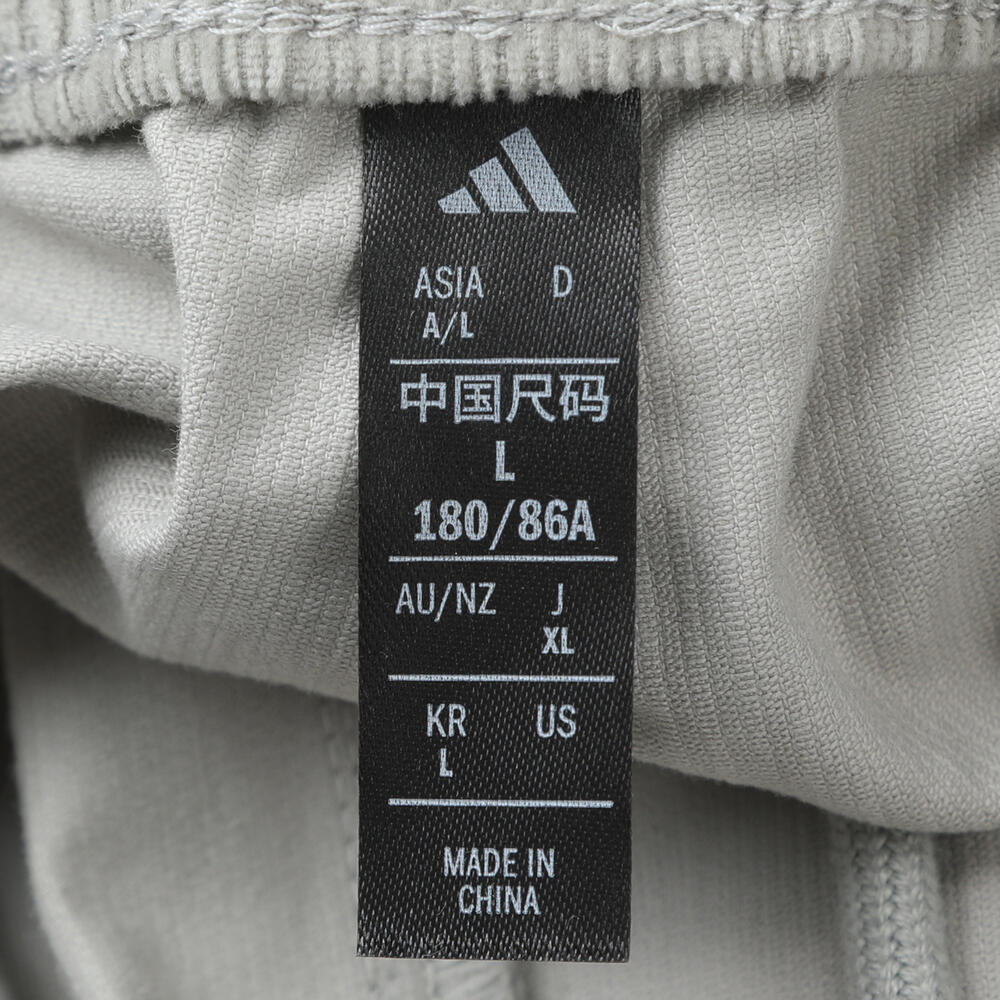 ASIA D
A/L
中国尺码
L
180/86A
AU/NZ J
XL
KR US
L
MADE IN
CHINA